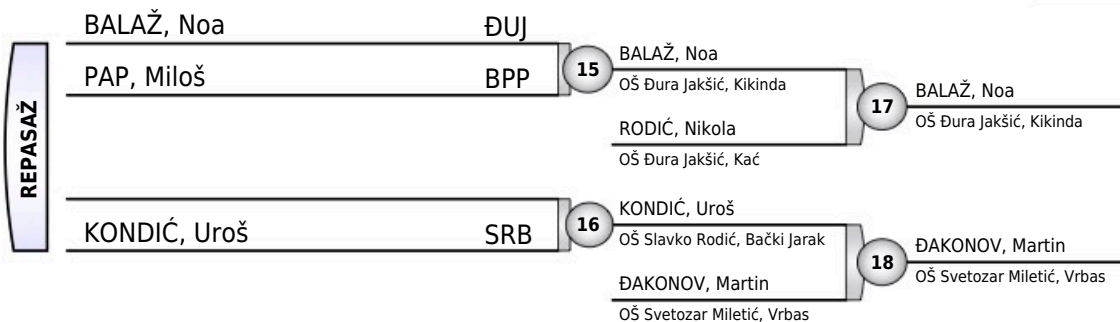 REPASAŽ
BALAŽ, Noa ĐUJ
PAP, Miloš BPP
15
BALAŽ, Noa
OŠ Đura Jakšić, Kikinda
RODIĆ, Nikola
OŠ Đura Jakšić, Kać
17
BALAŽ, Noa
OŠ Đura Jakšić, Kikinda
KONDIĆ, Uroš SRB
16
KONDIĆ, Uroš
OŠ Slavko Rodić, Bački Jarak
ĐAKONOV, Martin
OŠ Svetozar Miletić, Vrbas
18
ĐAKONOV, Martin
OŠ Svetozar Miletić, Vrbas